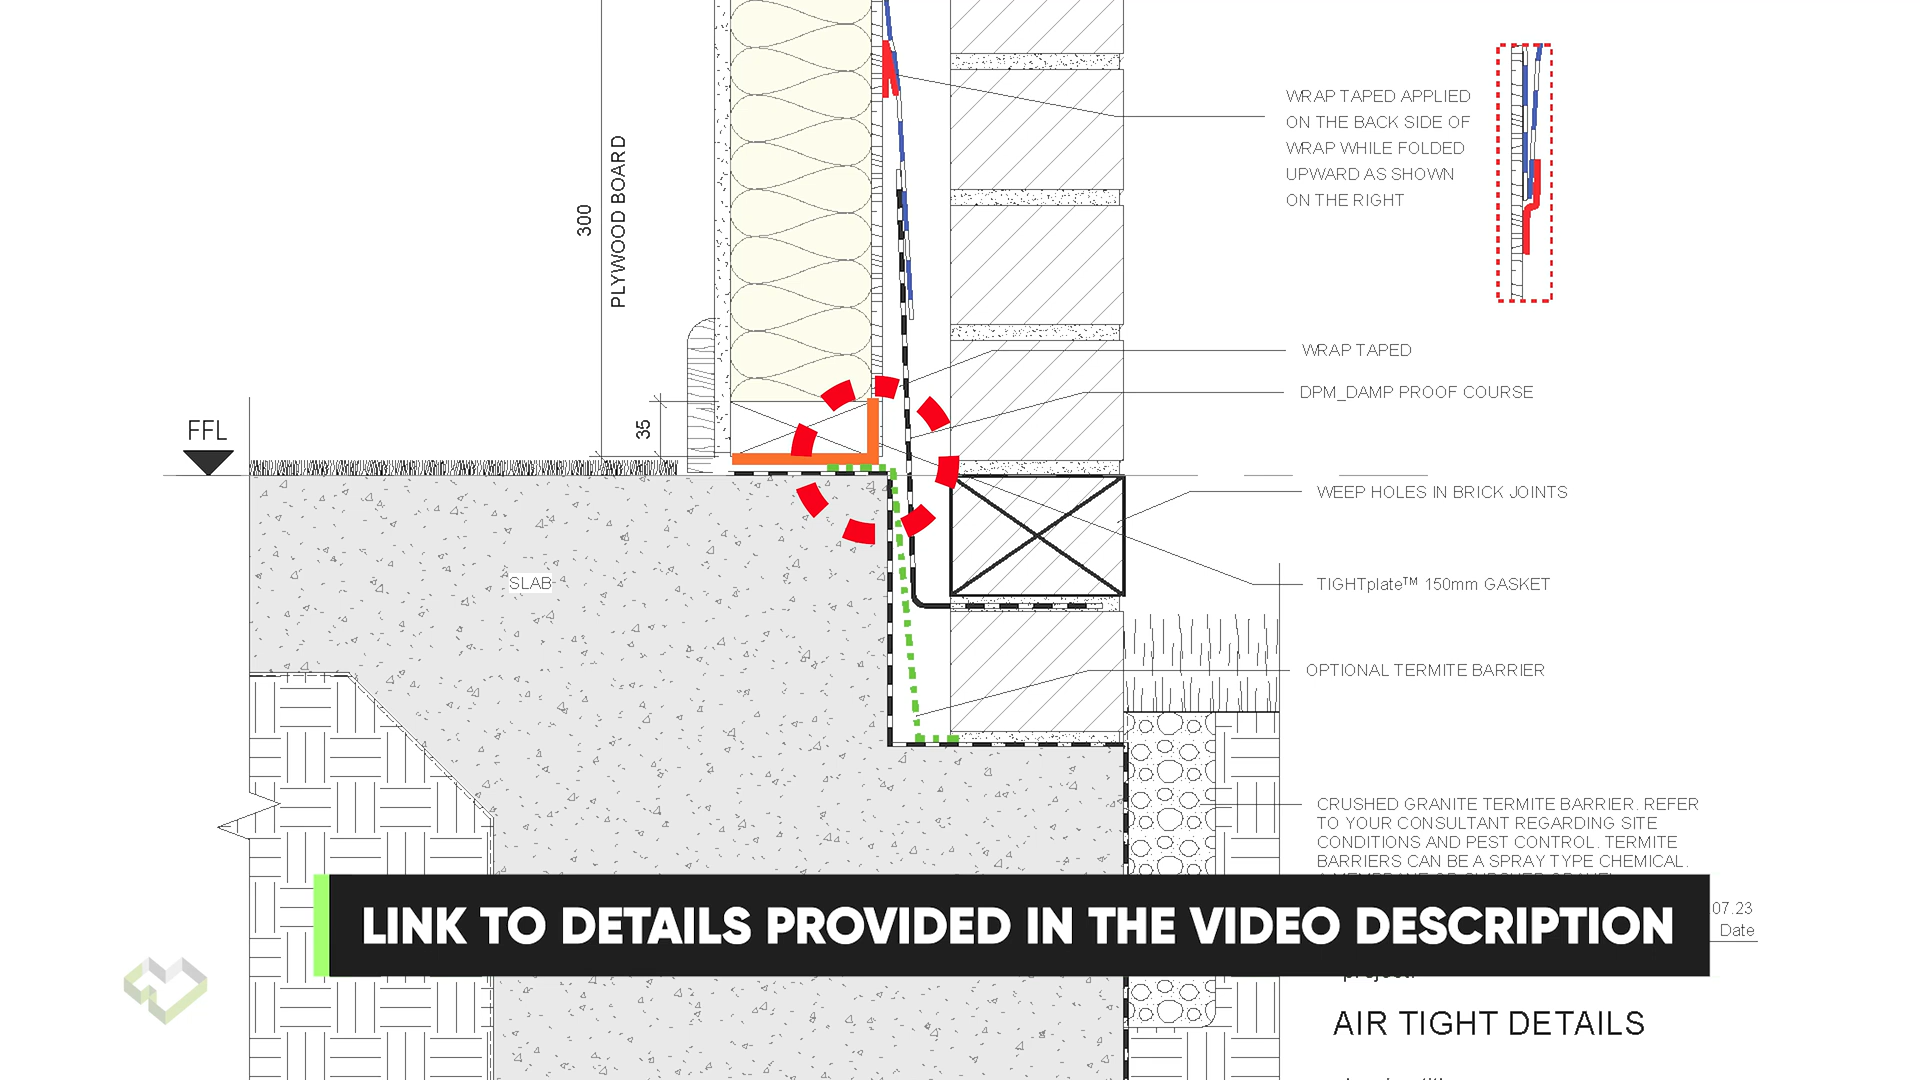 WRAP TAPED APPLIED
ON THE BACK SIDE OF
WRAP WHILE FOLDED
UPWARD AS SHOWN
ON THE RIGHT
300
PLYWOOD BOARD
WRAP TAPED
DPM_DAMP PROOF COURSE
35
FFL
WEEP HOLES IN BRICK JOINTS
SLAB
TIGHTplate™ 150mm GASKET
OPTIONAL TERMITE BARRIER
CRUSHED GRANITE TERMITE BARRIER. REFER
TO YOUR CONSULTANT REGARDING SITE
CONDITIONS AND PEST CONTROL. TERMITE
BARRIERS CAN BE A SPRAY TYPE CHEMICAL.
LINK TO DETAILS PROVIDED IN THE VIDEO DESCRIPTION
07.23
Date
AIR TIGHT DETAILS